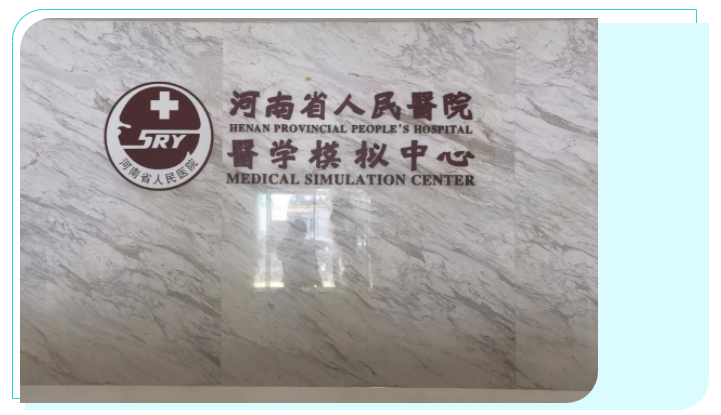 SRY
河南省人民医院
河南省人民醫院
HENAN PROVINCIAL PEOPLE'S HOSPITAL
醫学模拟中心
MEDICAL SIMULATION CENTER